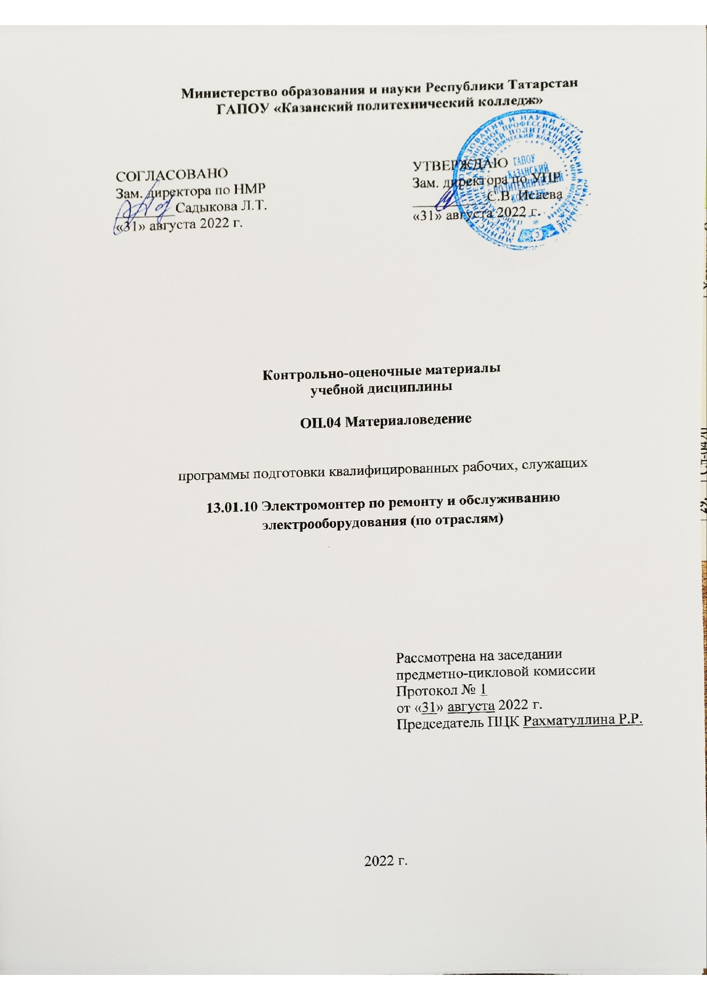 Министерство образования и науки Республики Татарстан
ГАПОУ «Казанский политехнический колледж»
СОГЛАСОВАНО
Зам. директора по НМР
Садыкова Л.Т.
«31» августа 2022 г.
УТВЕРЖДАЮ
Зам. директора по УПР
С.В. Исаева
«31» августа 2022 г.
ГАПОУ
КАЗАНСКИЙ
ПОЛИТЕХНИЧЕСКИЙ
КОЛЛЕДЖ
Контрольно-оценочные материалы
учебной дисциплины
ОП.04 Материаловедение
программы подготовки квалифицированных рабочих, служащих
13.01.10 Электромонтер по ремонту и обслуживанию
электрооборудования (по отраслям)
Рассмотрена на заседании
предметно-цикловой комиссии
Протокол № 1
от «31» августа 2022 г.
Председатель ПЦК Рахматуллина Р.Р.
2022 г.